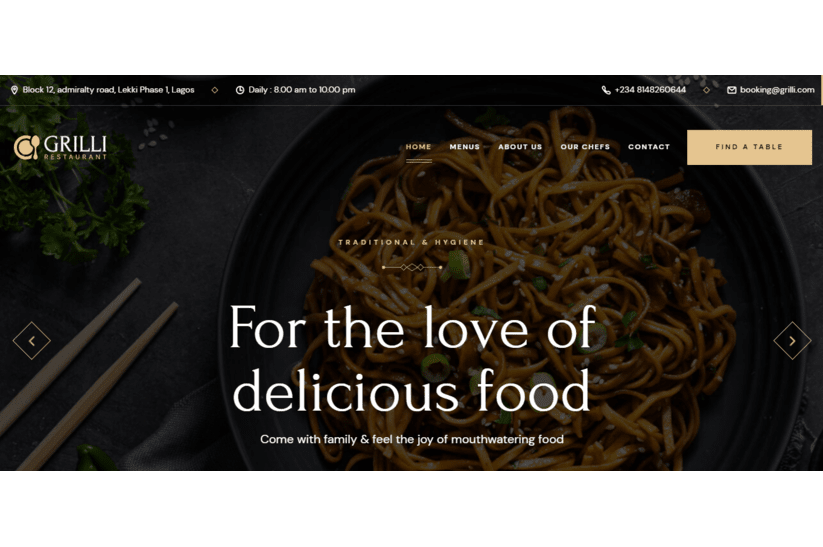 Block 12, admiralty road, Lekki Phase 1, Lagos
Daily : 8.00 am to 10.00 pm
+234 8148260644
booking@grilli.com
GRILLI
RESTAURANT
HOME
MENUS
ABOUT US
OUR CHEFS
CONTACT
FIND A TABLE
TRADITIONAL & HYGIENE
For the love of
delicious food
Come with family & feel the joy of mouthwatering food